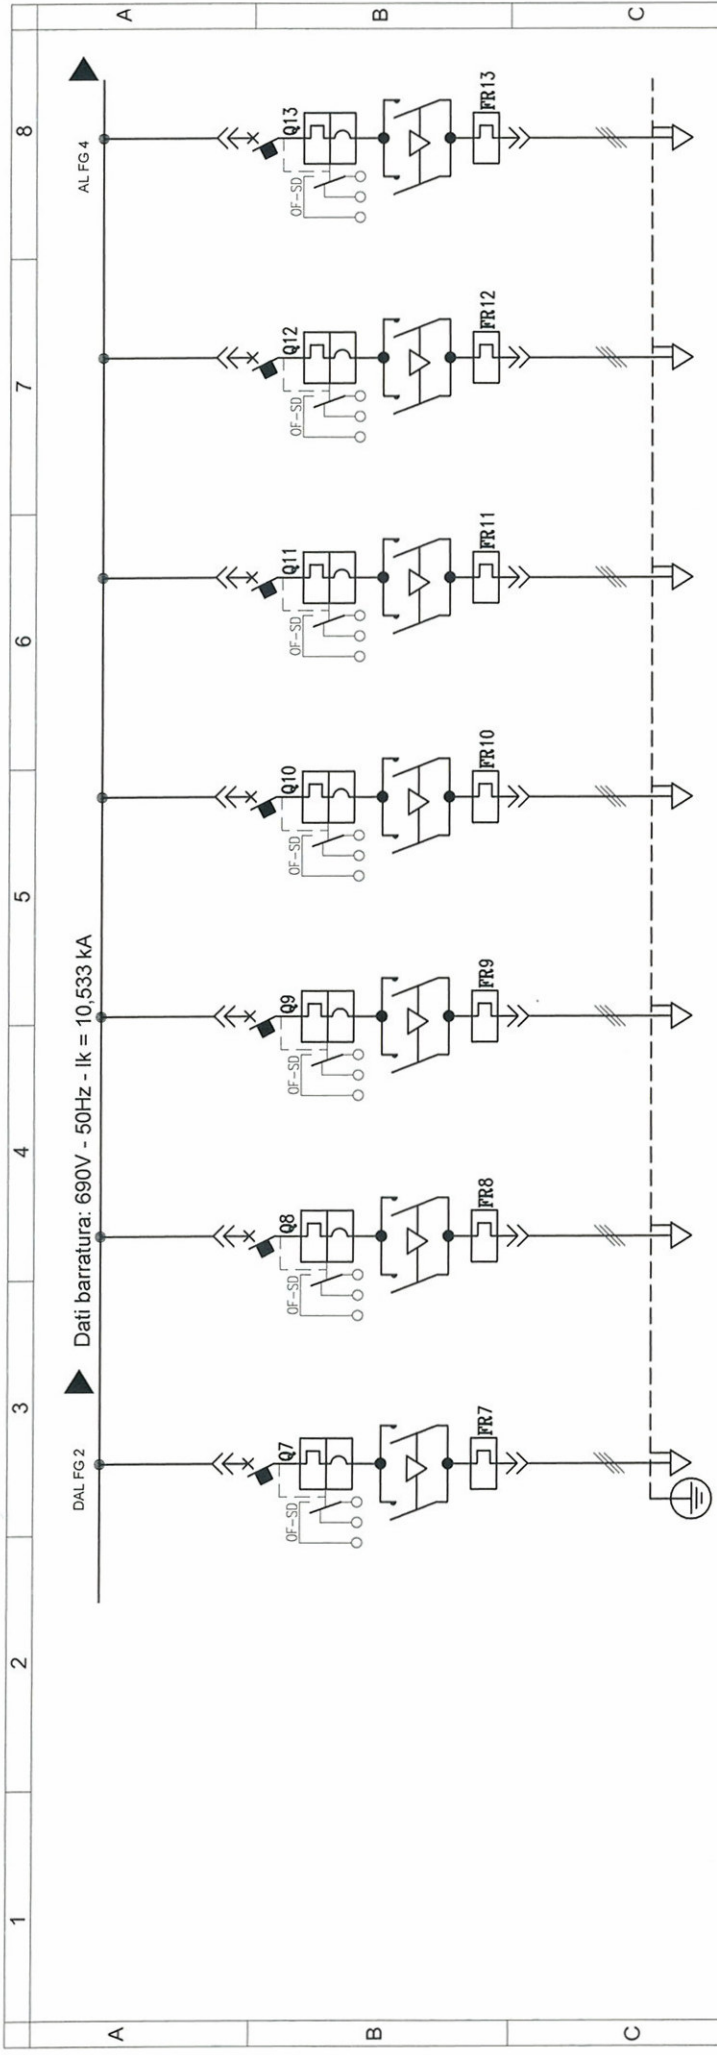 1 2 3 4 5 6 7 8
A A
DAL FG 2 Dati barratura: 690V - 50Hz - Ik = 10,533 kA AL FG 4
Q7 Q8 Q9 Q10 Q11 Q12 Q13
OF-SD OF-SD OF-SD OF-SD OF-SD OF-SD OF-SD
B B
FR7 FR8 FR9 FR10 FR11 FR12 FR13
C C